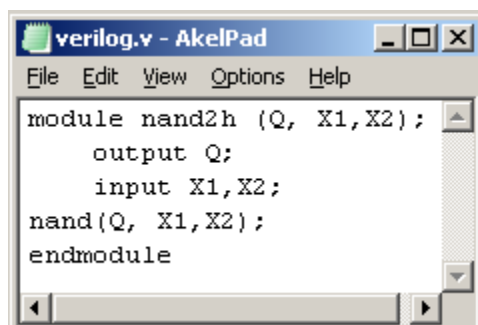 verilog.v - AkelPad
File Edit View Options Help
module nand2h (Q, X1,X2);
output Q;
input X1,X2;
nand(Q, X1,X2);
endmodule